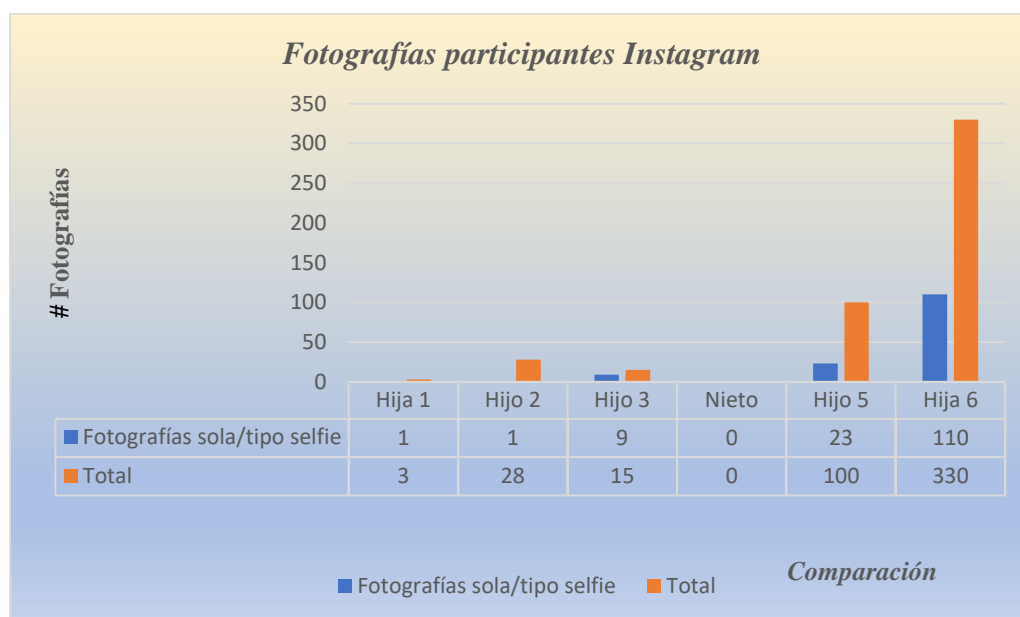 Fotografías participantes Instagram
# Fotografías
350
300
250
200
150
100
50
0
Hija 1 Hijo 2 Hijo 3 Nieto Hijo 5 Hija 6
Fotografías sola/tipo selfie 1 1 9 0 23 110
Total 3 28 15 0 100 330
Comparación
Fotografías sola/tipo selfie Total